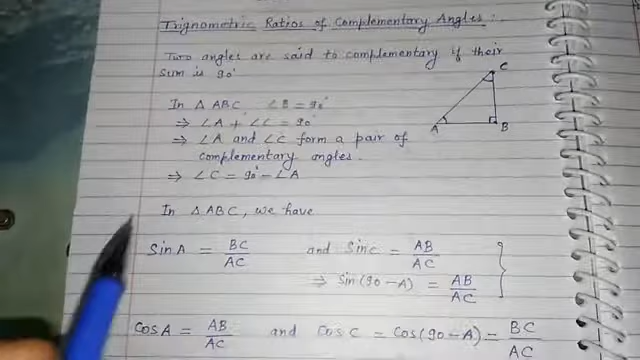 Trignometric Ratios of Complementary Angles:
Two angles are said to complementary if their
sum is 90°
C
A B
In △ABC ∠B = 90°
⇒ ∠A + ∠C = 90°
⇒ ∠A and ∠C form a pair of
complementary angles.
⇒ ∠C = 90° - ∠A
In △ABC, we have
Sin A = BC/AC and Sin C = AB/AC
⇒ Sin(90-A) = AB/AC
Cos A = AB/AC and Cos C = Cos(90-A) = BC/AC